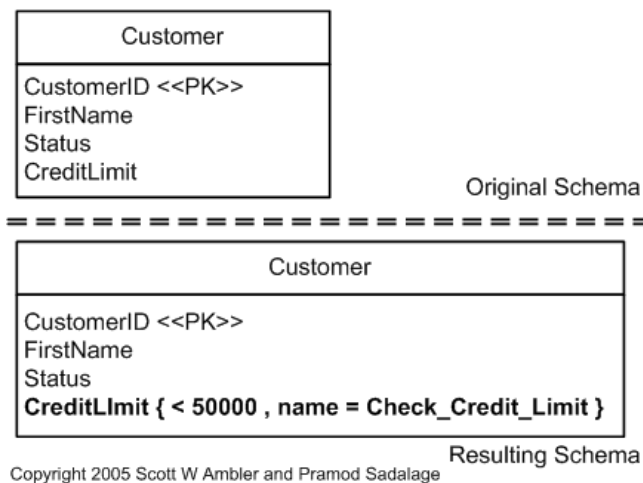 Customer
CustomerID <<PK>>
FirstName
Status
CreditLimit
Original Schema
Customer
CustomerID <<PK>>
FirstName
Status
CreditLImit { < 50000 , name = Check_Credit_Limit }
Resulting Schema
Copyright 2005 Scott W Ambler and Pramod Sadalage